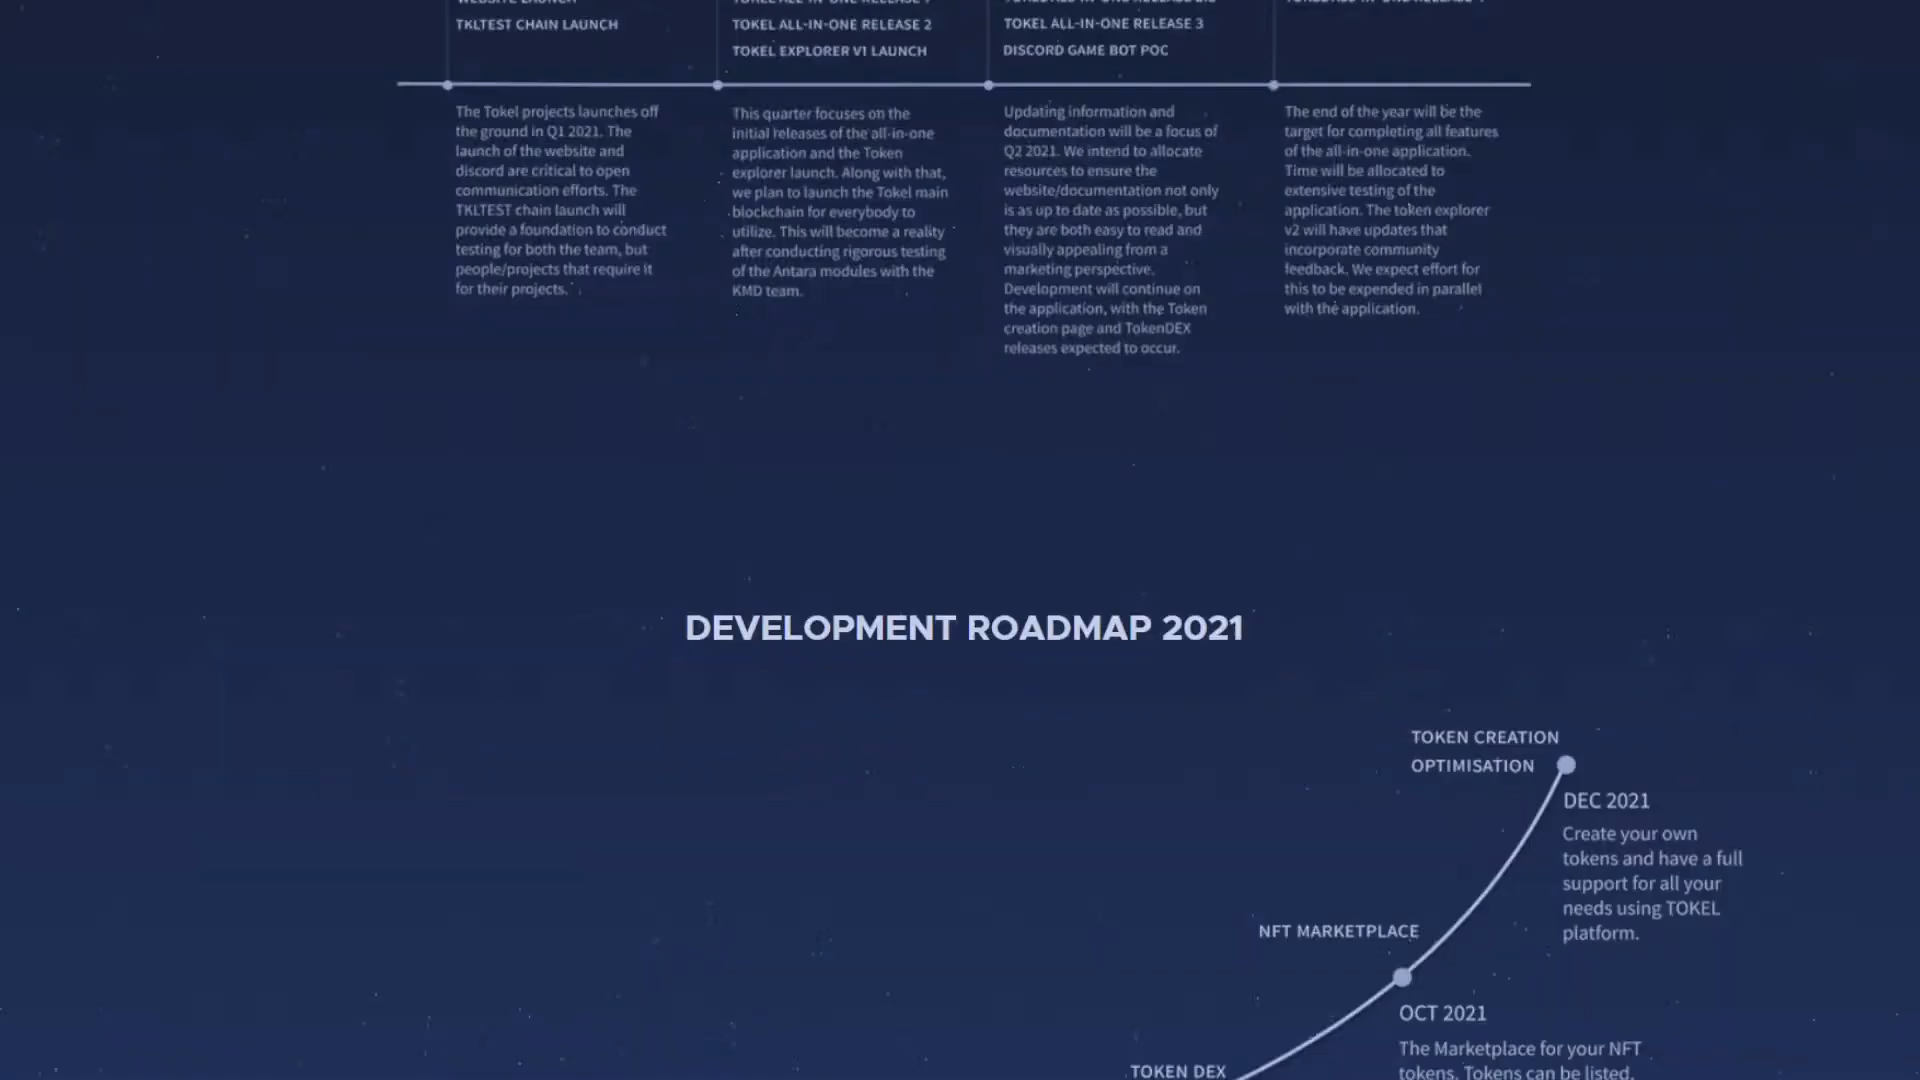 WEBSITE LAUNCH
TKLTEST CHAIN LAUNCH
TOKEL ALL-IN-ONE RELEASE 2
TOKEL EXPLORER V1 LAUNCH
TOKEL ALL-IN-ONE RELEASE 3
DISCORD GAME BOT POC
The Tokel projects launches off
the ground in Q1 2021. The
launch of the website and
discord are critical to open
communication efforts. The
TKLTEST chain launch will
provide a foundation to conduct
testing for both the team, but
people/projects that require it
for their projects.
This quarter focuses on the
initial releases of the all-in-one
application and the Token
explorer launch. Along with that,
we plan to launch the Tokel main
blockchain for everybody to
utilize. This will become a reality
after conducting rigorous testing
of the Antara modules with the
KMD team.
Updating information and
documentation will be a focus of
Q2 2021. We intend to allocate
resources to ensure the
website/documentation not only
is as up to date as possible, but
they are both easy to read and
visually appealing from a
marketing perspective.
Development will continue on
the application, with the Token
creation page and TokenDEX
releases expected to occur.
The end of the year will be the
target for completing all features
of the all-in-one application.
Time will be allocated to
extensive testing of the
application. The token explorer
v2 will have updates that
incorporate community
feedback. We expect effort for
this to be expended in parallel
with the application.
DEVELOPMENT ROADMAP 2021
TOKEN CREATION
OPTIMISATION
DEC 2021
Create your own
tokens and have a full
support for all your
needs using TOKEL
platform.
NFT MARKETPLACE
OCT 2021
The Marketplace for your NFT
tokens. Tokens can be listed,
TOKEN DEX